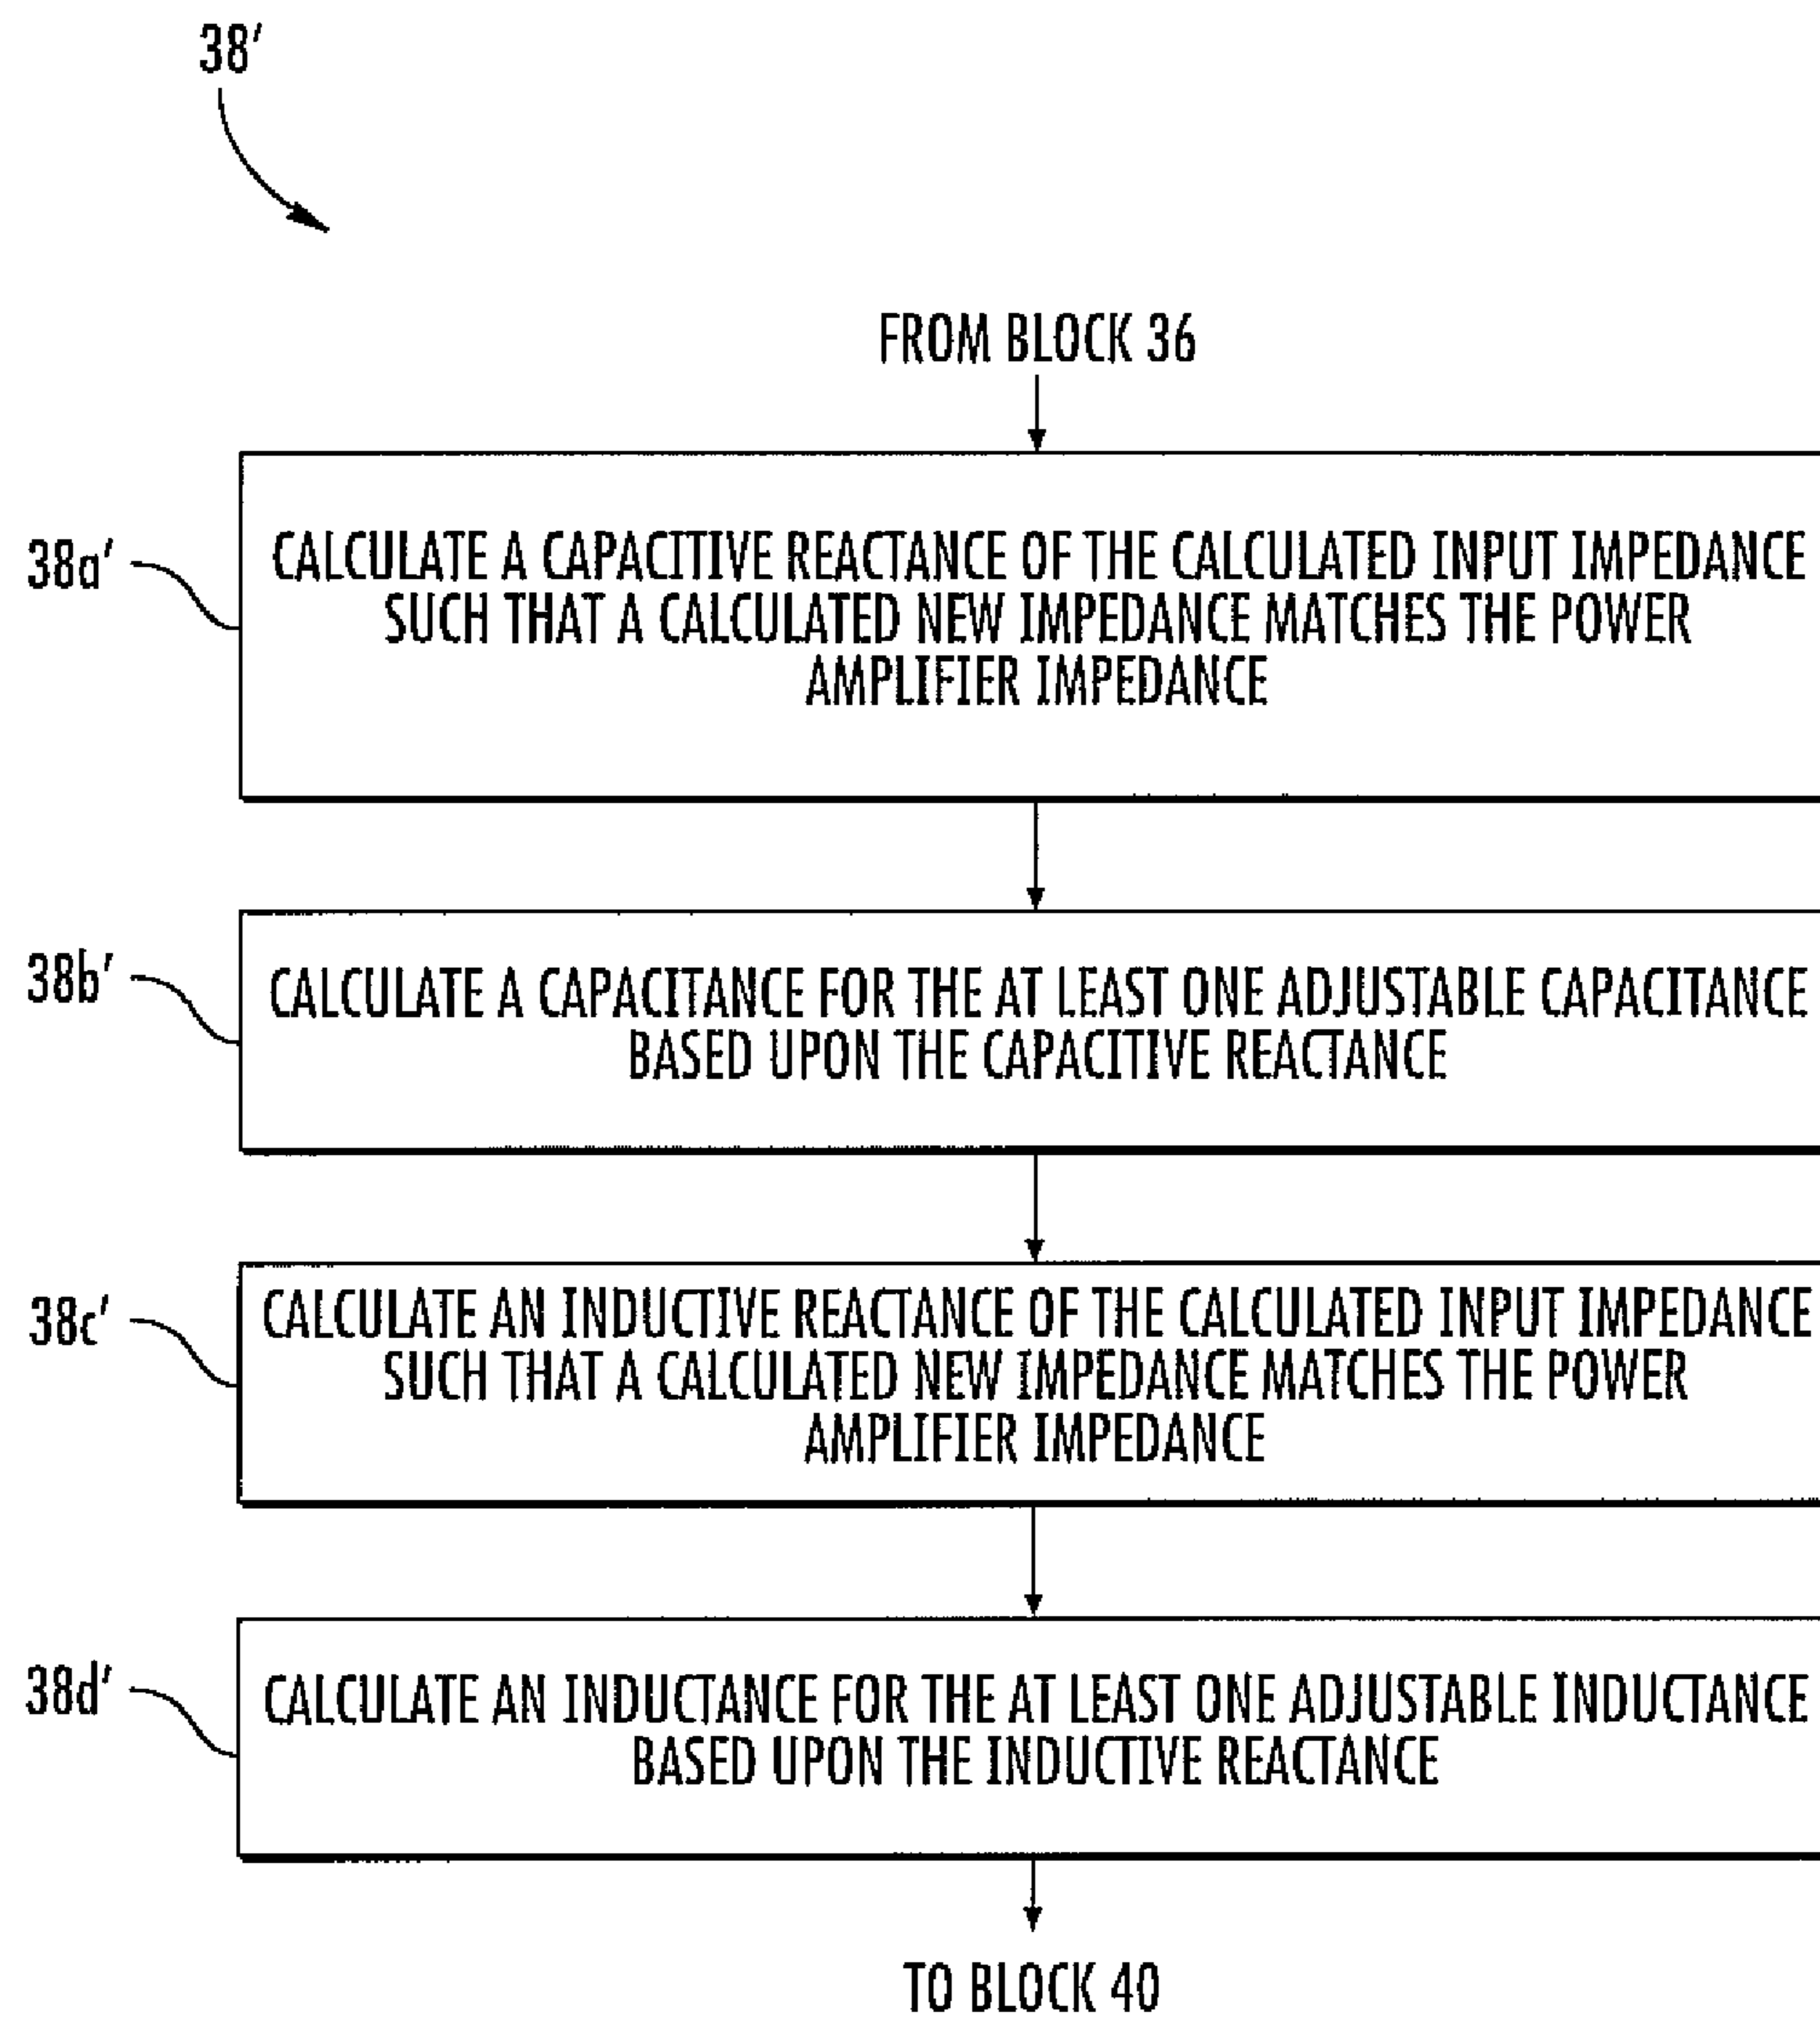 38'
FROM BLOCK 36
38a'
CALCULATE A CAPACITIVE REACTANCE OF THE CALCULATED INPUT IMPEDANCE
SUCH THAT A CALCULATED NEW IMPEDANCE MATCHES THE POWER
AMPLIFIER IMPEDANCE
38b'
CALCULATE A CAPACITANCE FOR THE AT LEAST ONE ADJUSTABLE CAPACITANCE
BASED UPON THE CAPACITIVE REACTANCE
38c'
CALCULATE AN INDUCTIVE REACTANCE OF THE CALCULATED INPUT IMPEDANCE
SUCH THAT A CALCULATED NEW IMPEDANCE MATCHES THE POWER
AMPLIFIER IMPEDANCE
38d'
CALCULATE AN INDUCTANCE FOR THE AT LEAST ONE ADJUSTABLE INDUCTANCE
BASED UPON THE INDUCTIVE REACTANCE
TO BLOCK 40